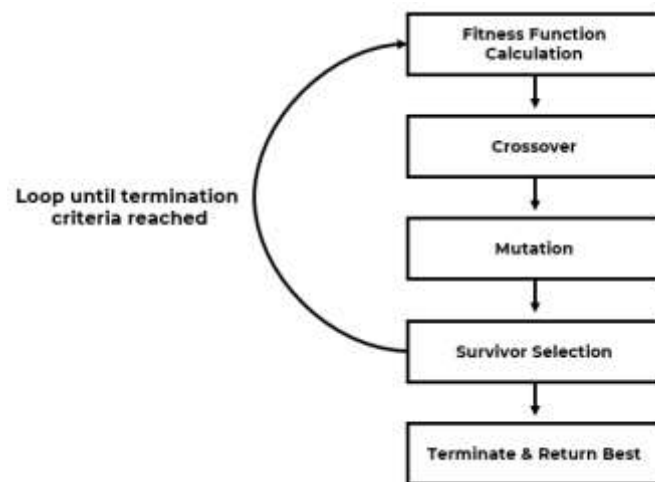 Fitness Function
Calculation
Crossover
Loop until termination
criteria reached
Mutation
Survivor Selection
Terminate & Return Best